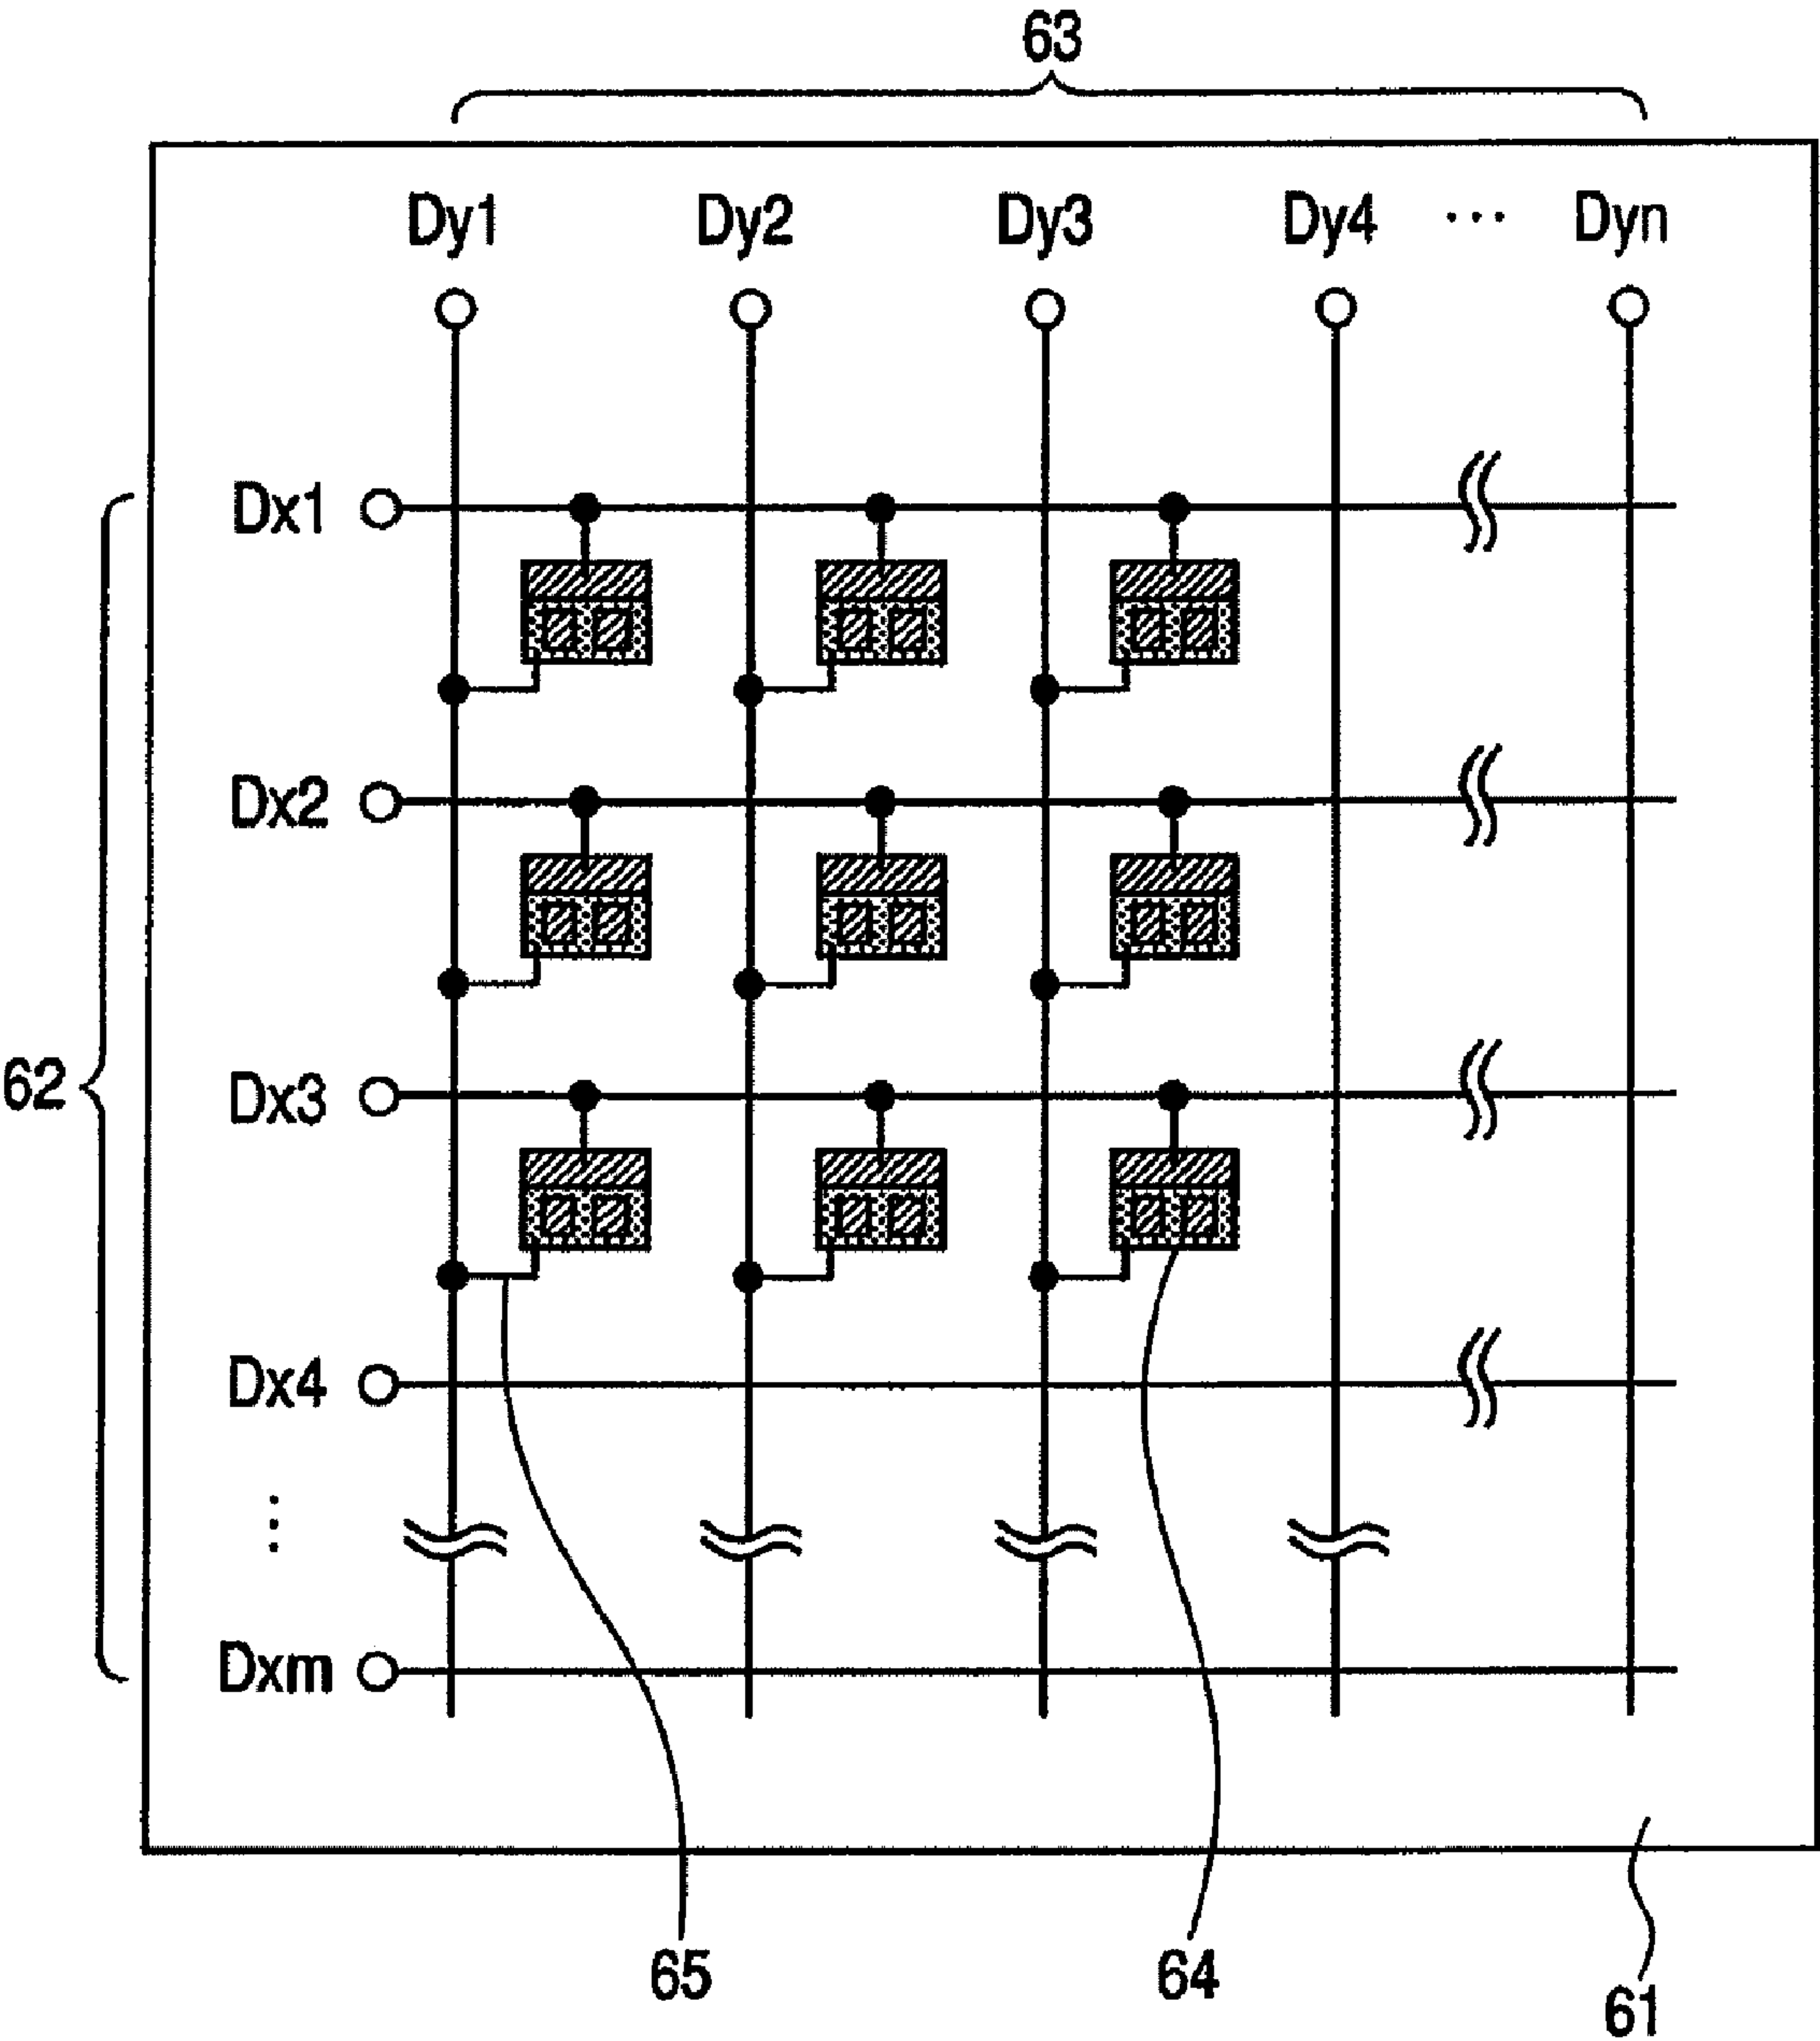 63
Dy1 Dy2 Dy3 Dy4 ... Dyn
Dx1
Dx2
62
Dx3
Dx4
⋮
Dxm
65 64
61